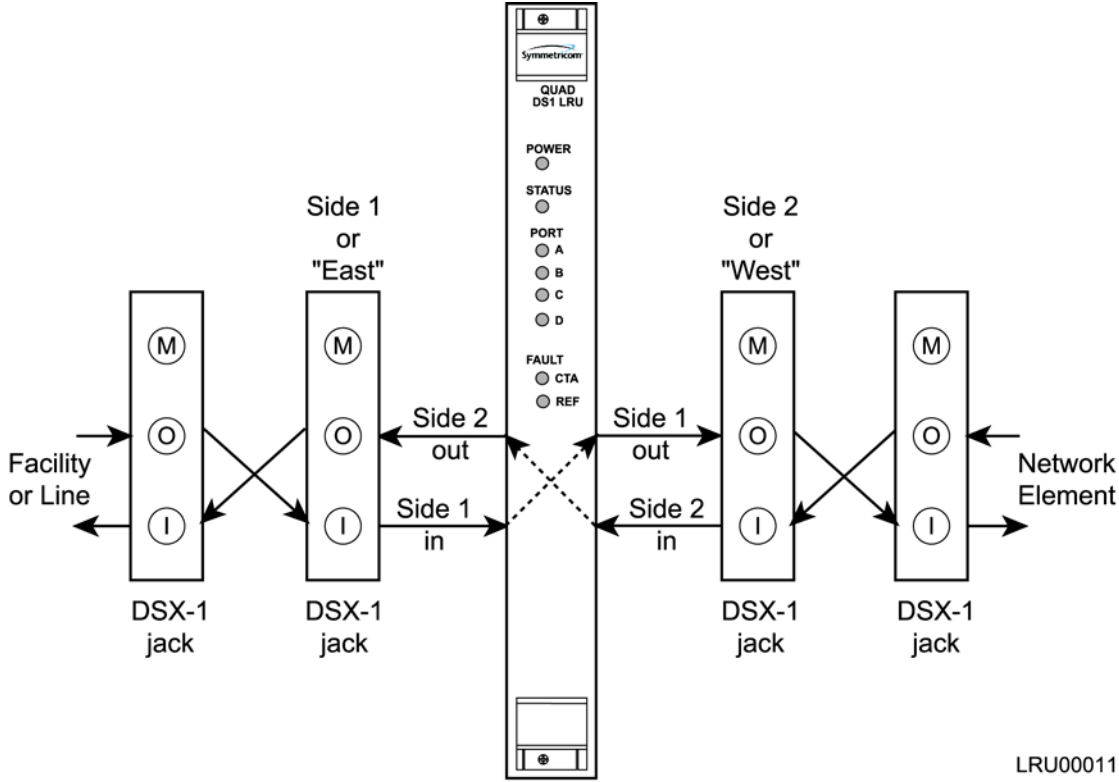 Symmetricom
QUAD
DS1 LRU
POWER
STATUS
PORT
A
B
C
D
FAULT
CTA
REF
Side 1
or
"East"
Side 2
or
"West"
M
M
M
M
O
O
Side 2
out
Side 1
out
O
O
Facility
or Line
Network
Element
I
I
Side 1
in
Side 2
in
I
I
DSX-1
jack
DSX-1
jack
DSX-1
jack
DSX-1
jack
LRU00011